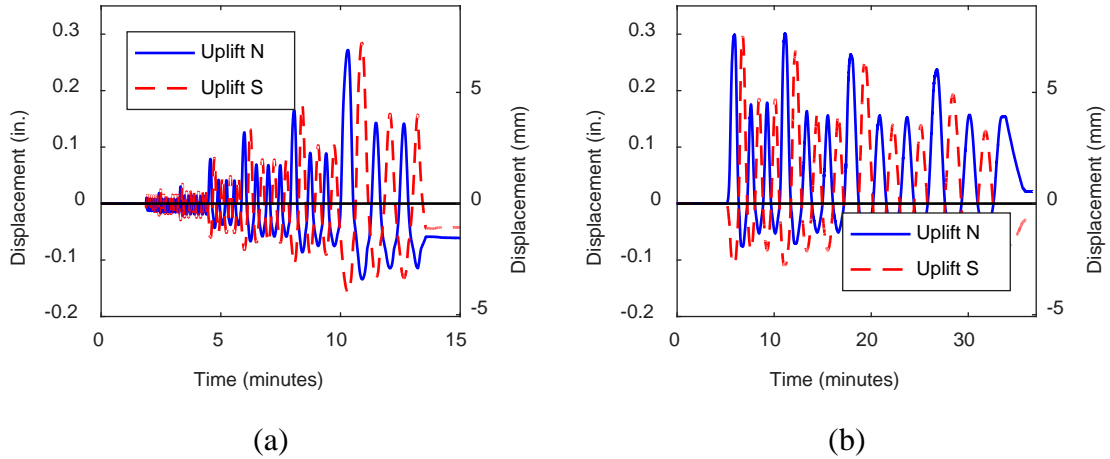 0.3
0.2
0.1
0
-0.1
-0.2
Displacement (in.)
Uplift N
Uplift S
5
0
-5
Displacement (mm)
0
5
10
15
Time (minutes)
(a)
0.3
0.2
0.1
0
-0.1
-0.2
Displacement (in.)
Uplift N
Uplift S
5
0
-5
Displacement (mm)
0
10
20
30
Time (minutes)
(b)